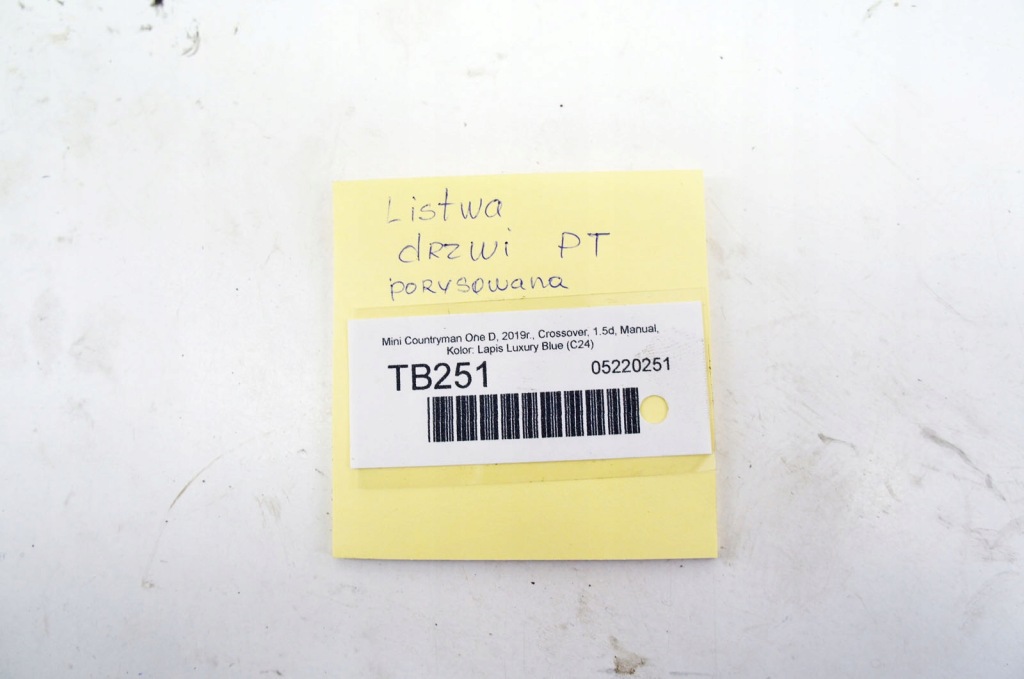 Listwa
drzwi PT
porysowana
Mini Countryman One D, 2019r., Crossover, 1.5d, Manual,
Kolor: Lapis Luxury Blue (C24)
TB251 05220251